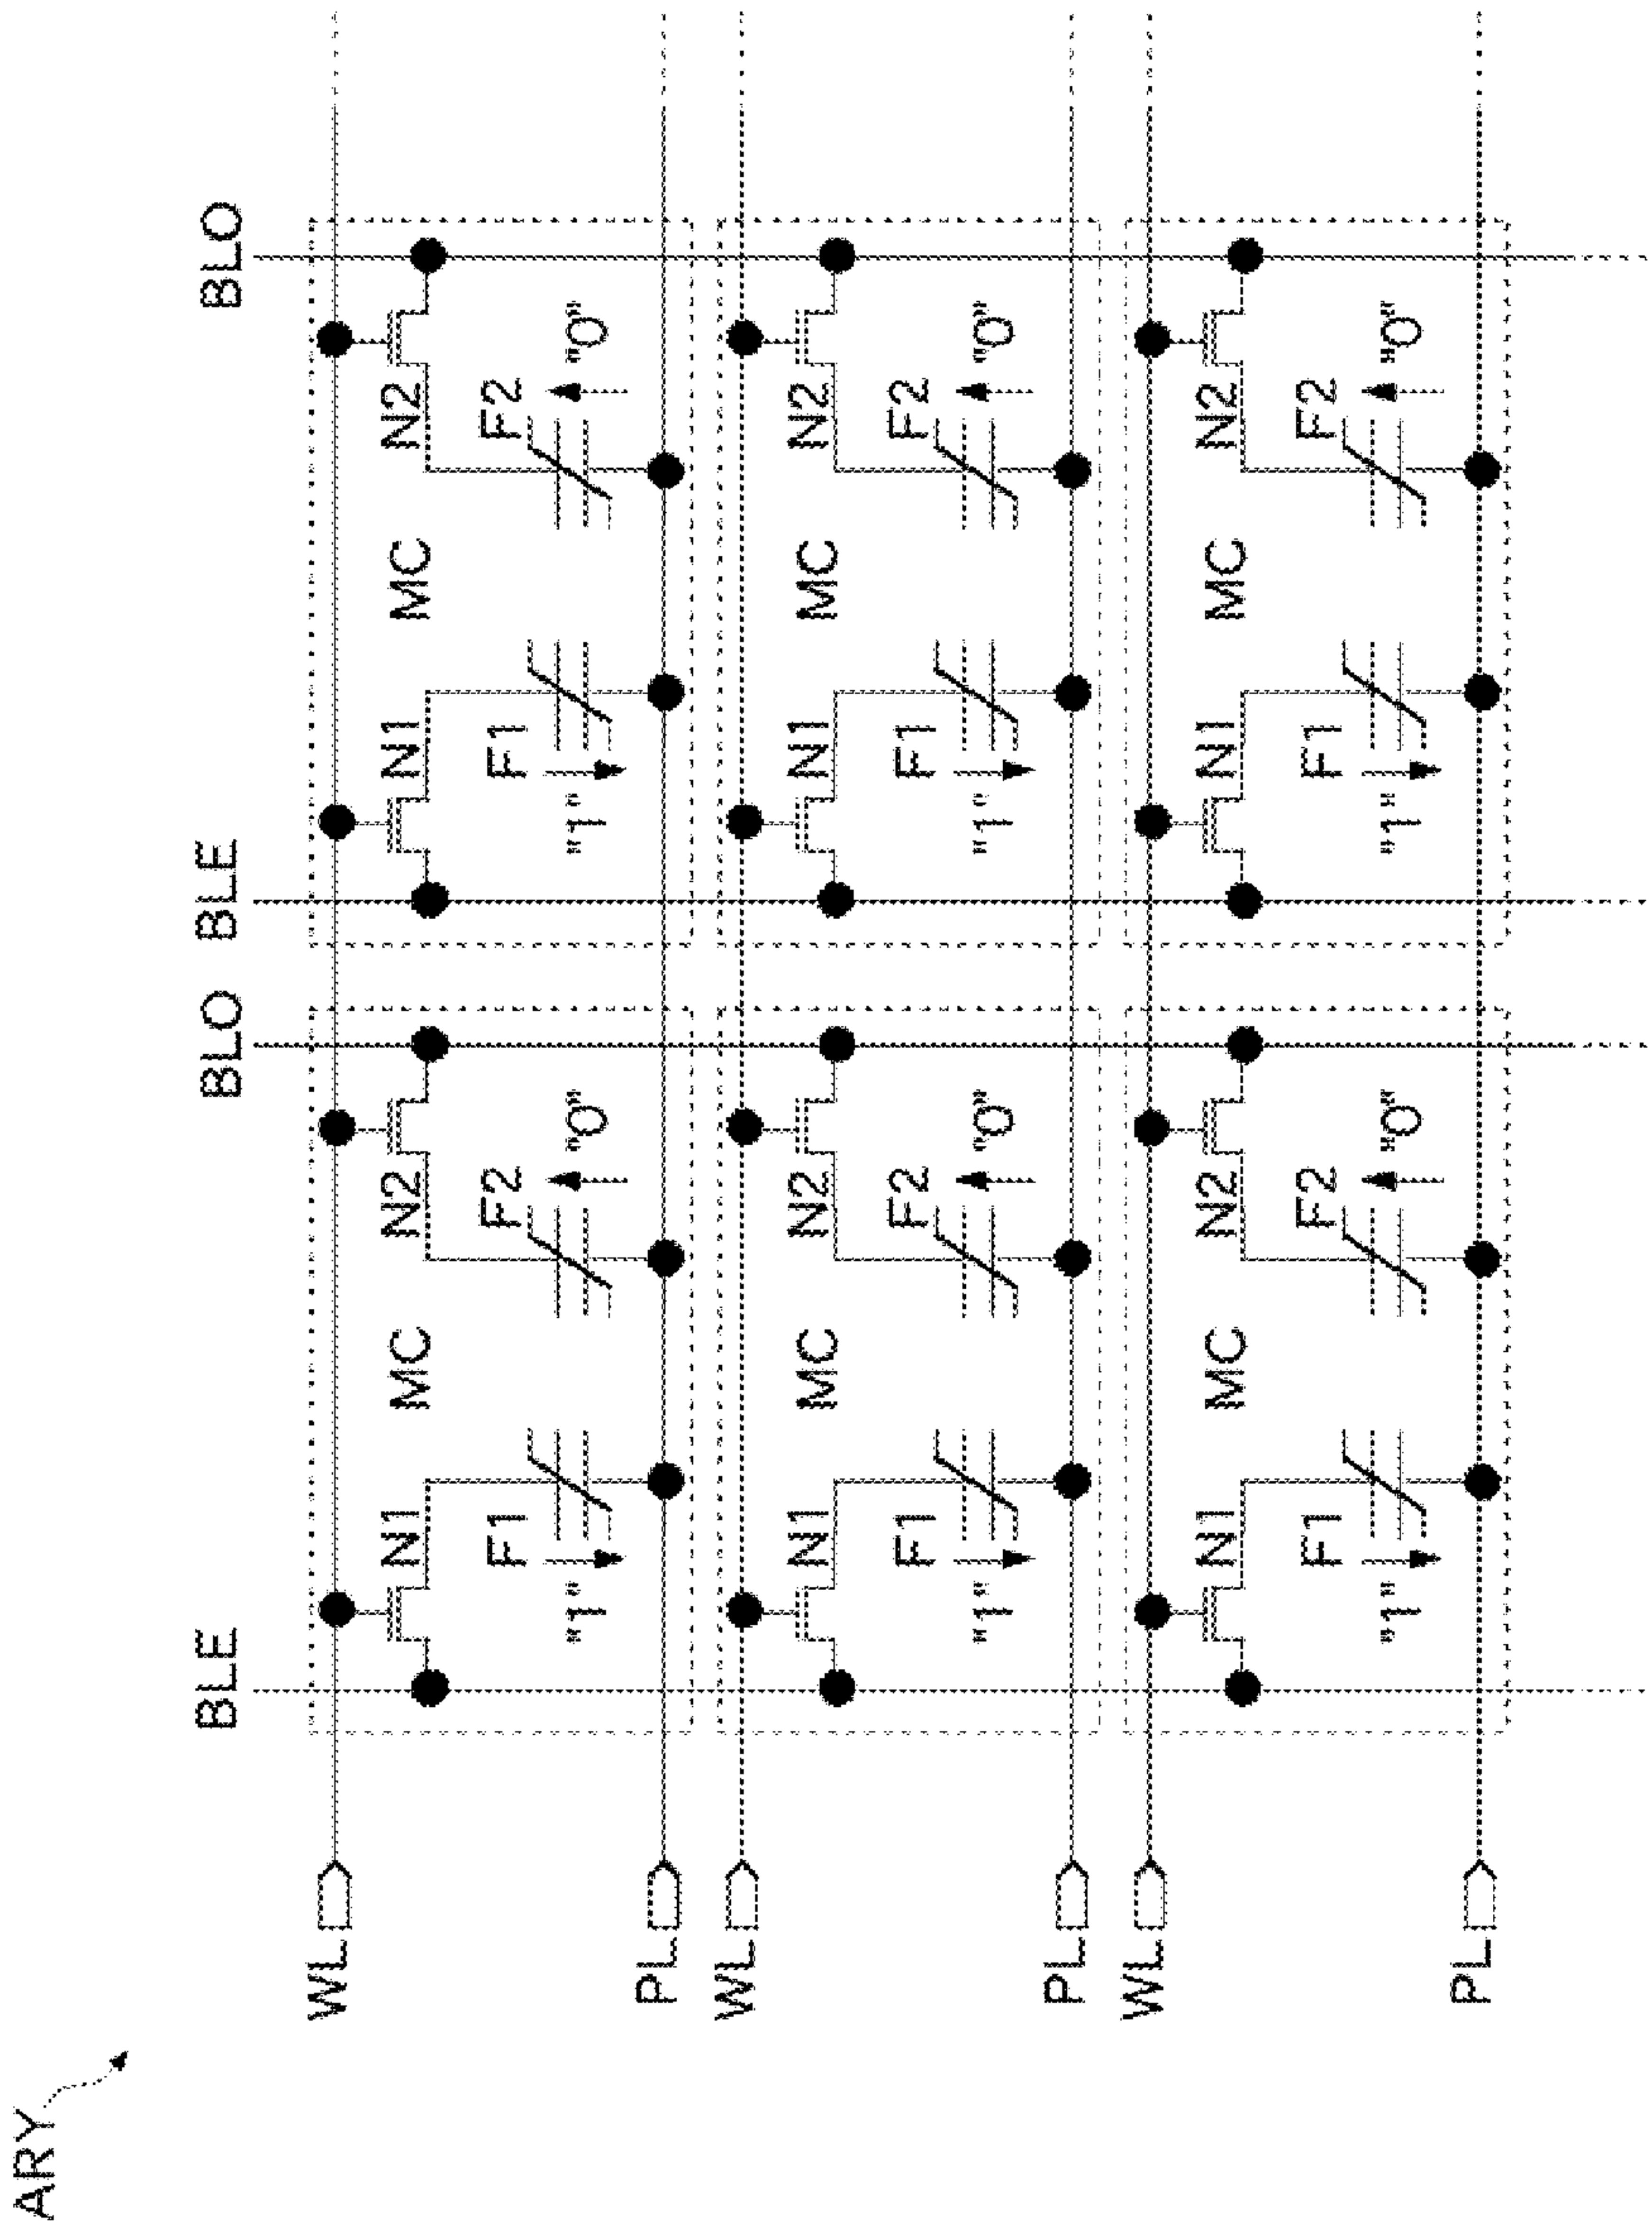 ARY
BLE BLO BLE BLO
WL
N1 MC N2 N1 MC N2
F1 F2 F1 F2
"1" "0" "1" "0"
PL
WL
N1 MC N2 N1 MC N2
F1 F2 F1 F2
"1" "0" "1" "0"
PL
WL
N1 MC N2 N1 MC N2
F1 F2 F1 F2
"1" "0" "1" "0"
PL